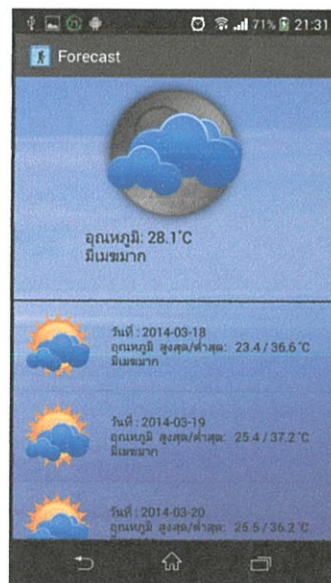 71% 21:31
Forecast
อุณหภูมิ: 28.1°C
มีเมฆมาก
วันที่ : 2014-03-18
อุณหภูมิ สูงสุด/ต่ำสุด: 23.4 / 36.6 °C
มีเมฆมาก
วันที่ : 2014-03-19
อุณหภูมิ สูงสุด/ต่ำสุด: 25.4 / 37.2 °C
มีเมฆมาก
วันที่ : 2014-03-20
อุณหภูมิ สูงสุด/ต่ำสุด: 25.5 / 36.2 °C